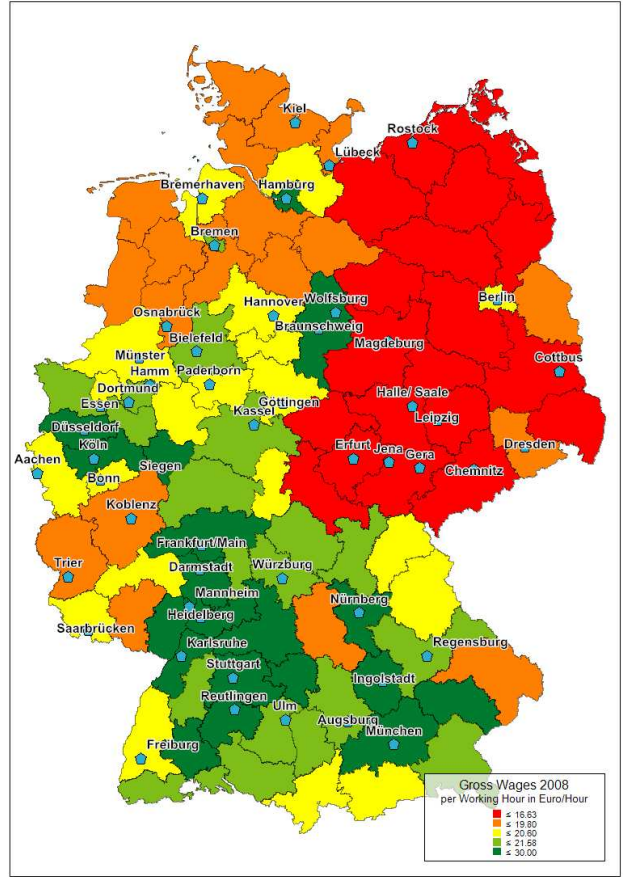 Kiel
Rostock
Lübeck
Bremerhaven
Hamburg
Bremen
Berlin
Hannover
Wolfsburg
Osnabrück
Braunschweig
Bielefeld
Magdeburg
Münster
Cottbus
Hamm
Paderborn
Dortmund
Göttingen
Halle/ Saale
Essen
Kassel
Leipzig
Düsseldorf
Köln
Dresden
Aachen
Siegen
Erfurt
Jena
Gera
Chemnitz
Bonn
Koblenz
Frankfurt/Main
Trier
Darmstadt
Würzburg
Mannheim
Nürnberg
Heidelberg
Saarbrücken
Karlsruhe
Regensburg
Stuttgart
Ingolstadt
Reutlingen
Ulm
Augsburg
München
Freiburg
Gross Wages 2008
per Working Hour in Euro/Hour
≤ 16.63
≤ 19.80
≤ 20.60
≤ 21.58
≤ 30.00